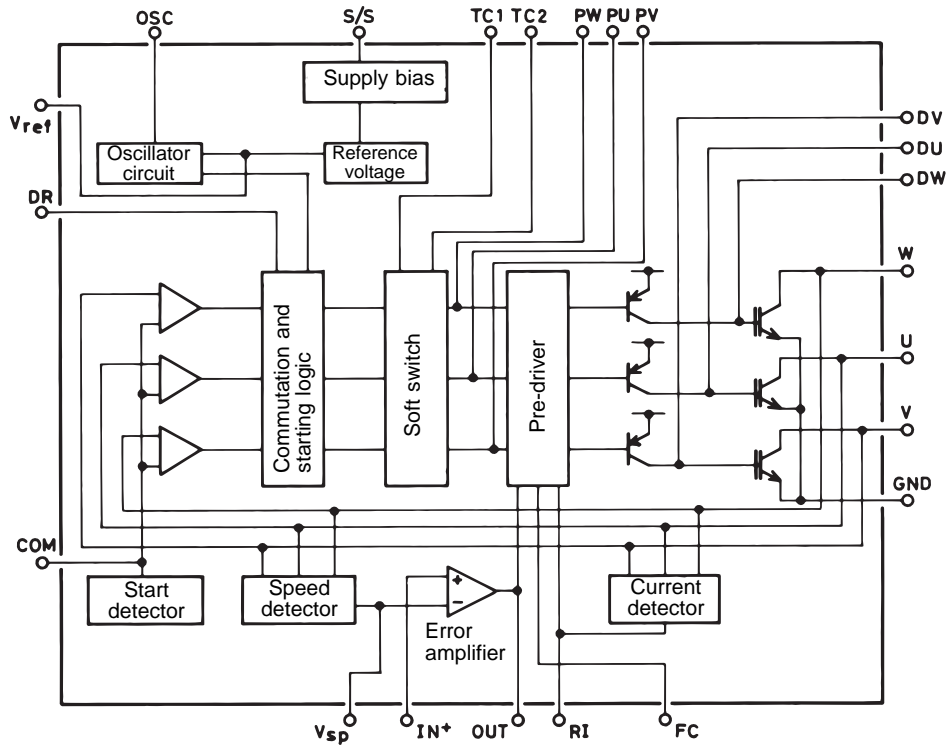 OSC S/S TC1 TC2 PW PU PV
Supply bias
Vref
DV
Oscillator
circuit
Reference
voltage
DU
DW
DR
W
Commutation and
starting logic
Soft switch
Pre-driver
U
V
GND
COM
Start
detector
Speed
detector
+
−
Error
amplifier
Current
detector
Vsp IN+ OUT RI FC